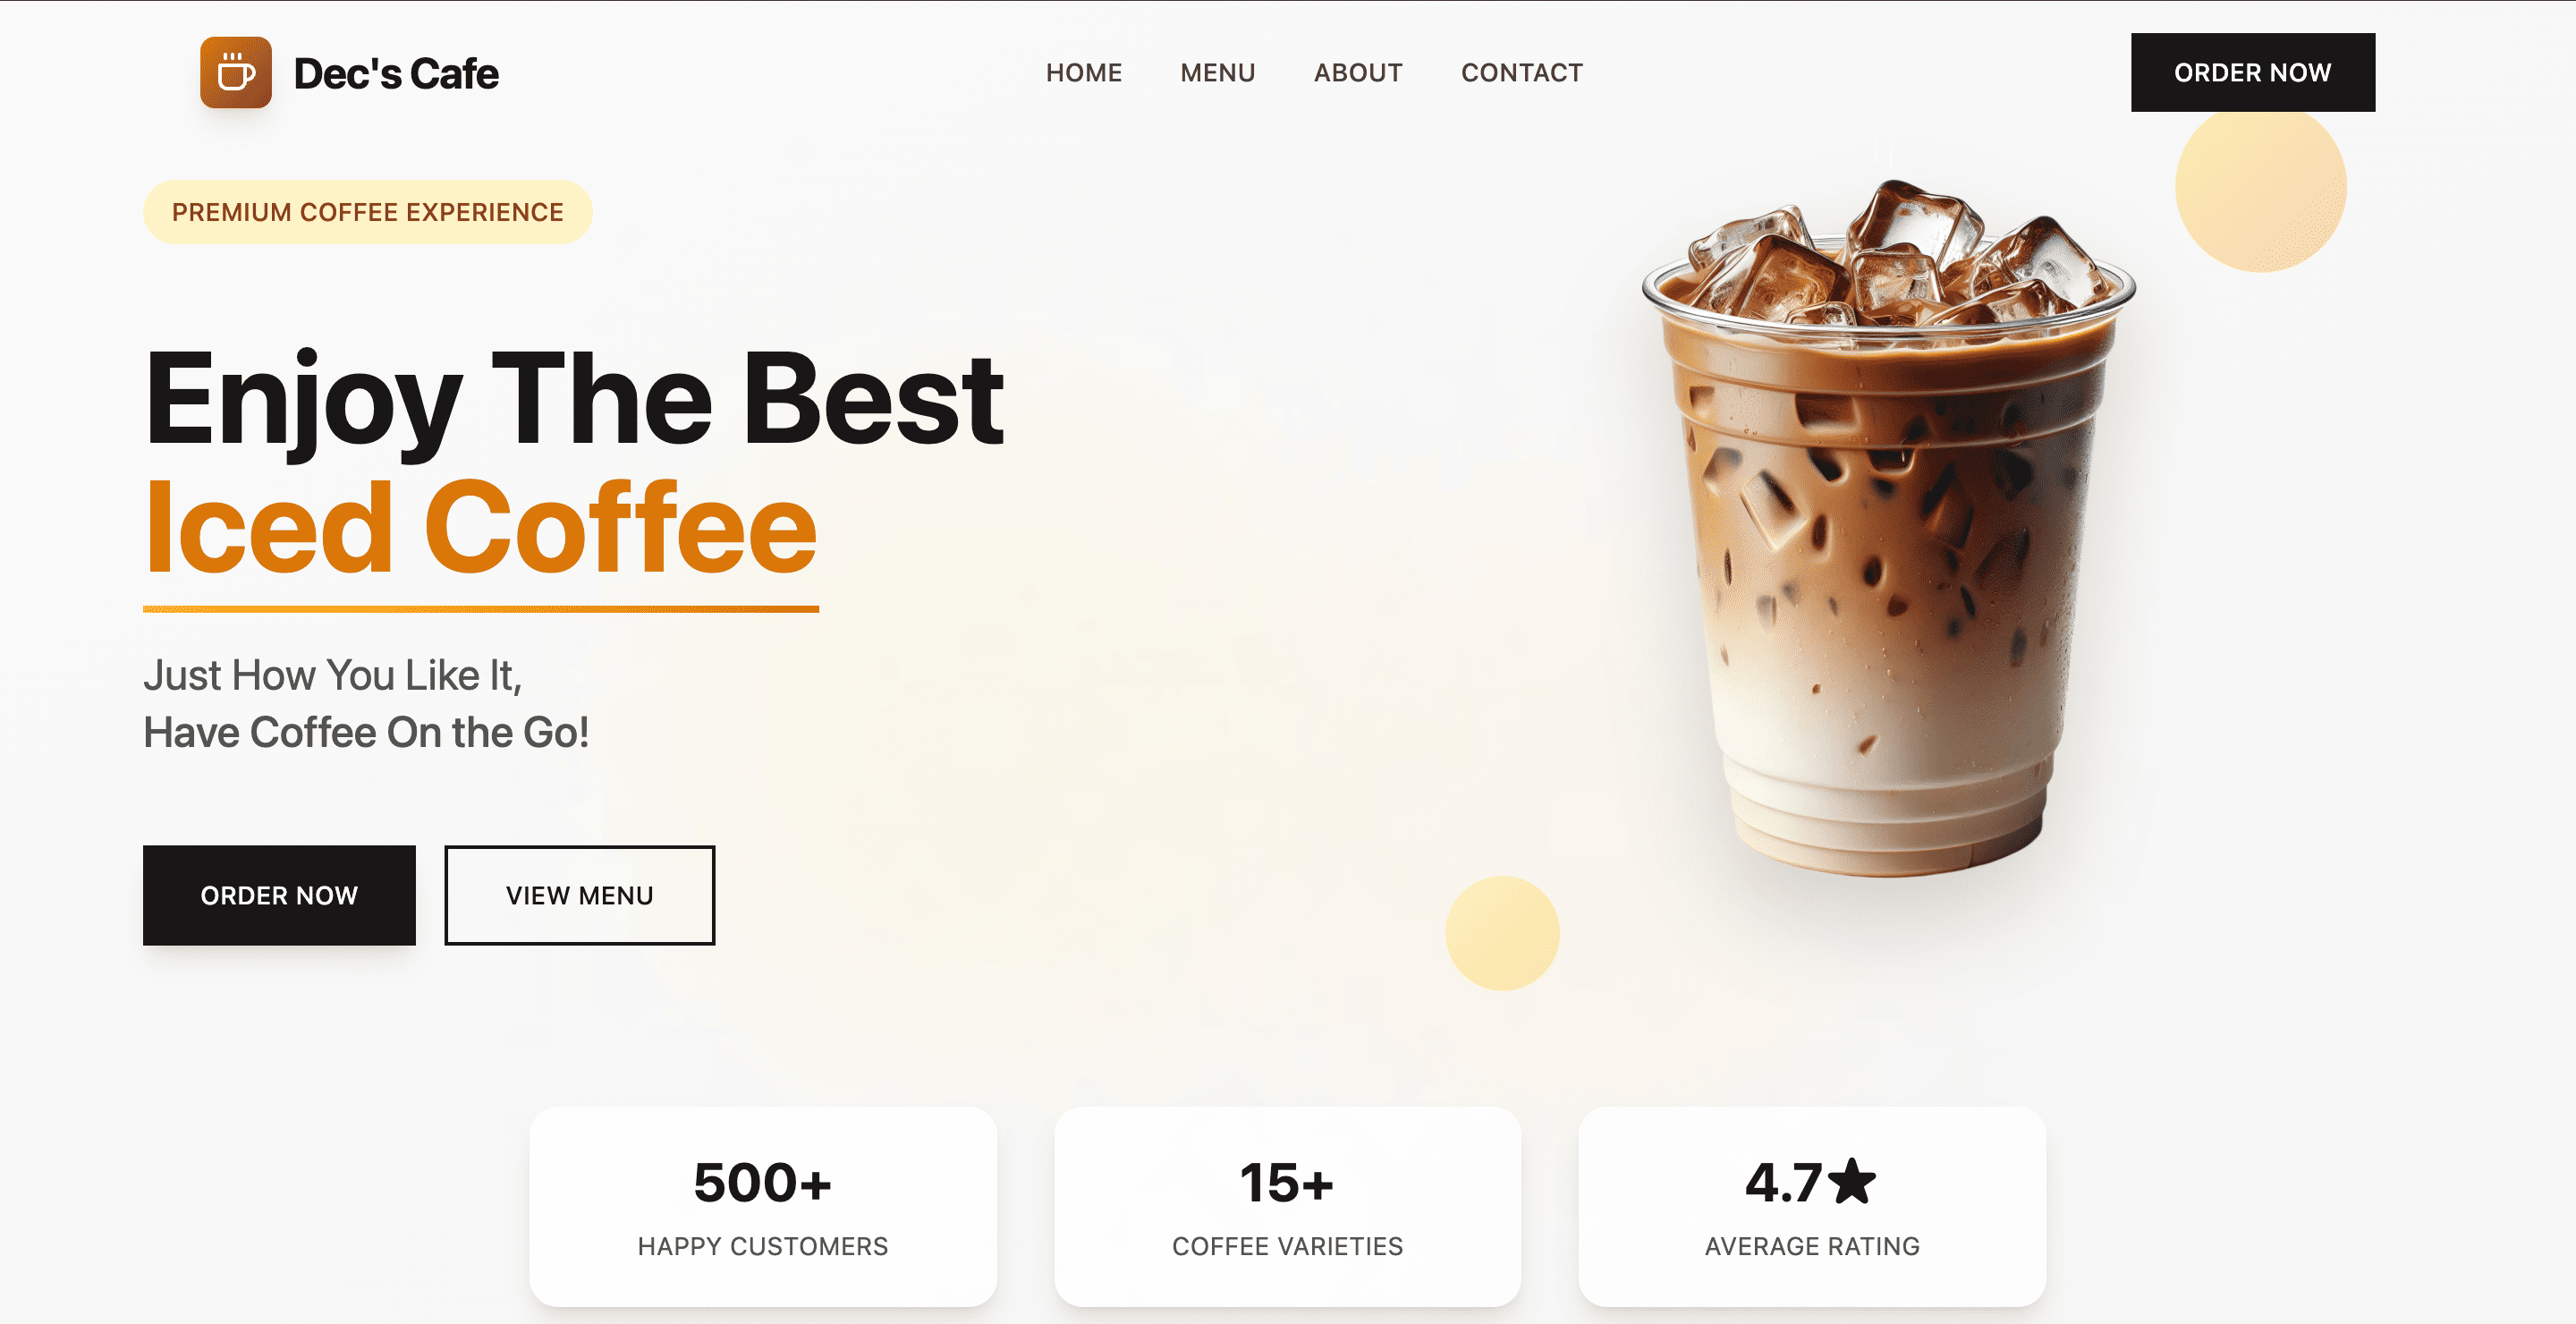 Dec's Cafe
HOME
MENU
ABOUT
CONTACT
ORDER NOW
PREMIUM COFFEE EXPERIENCE
Enjoy The Best
Iced Coffee
Just How You Like It,
Have Coffee On the Go!
ORDER NOW
VIEW MENU
500+
HAPPY CUSTOMERS
15+
COFFEE VARIETIES
4.7★
AVERAGE RATING